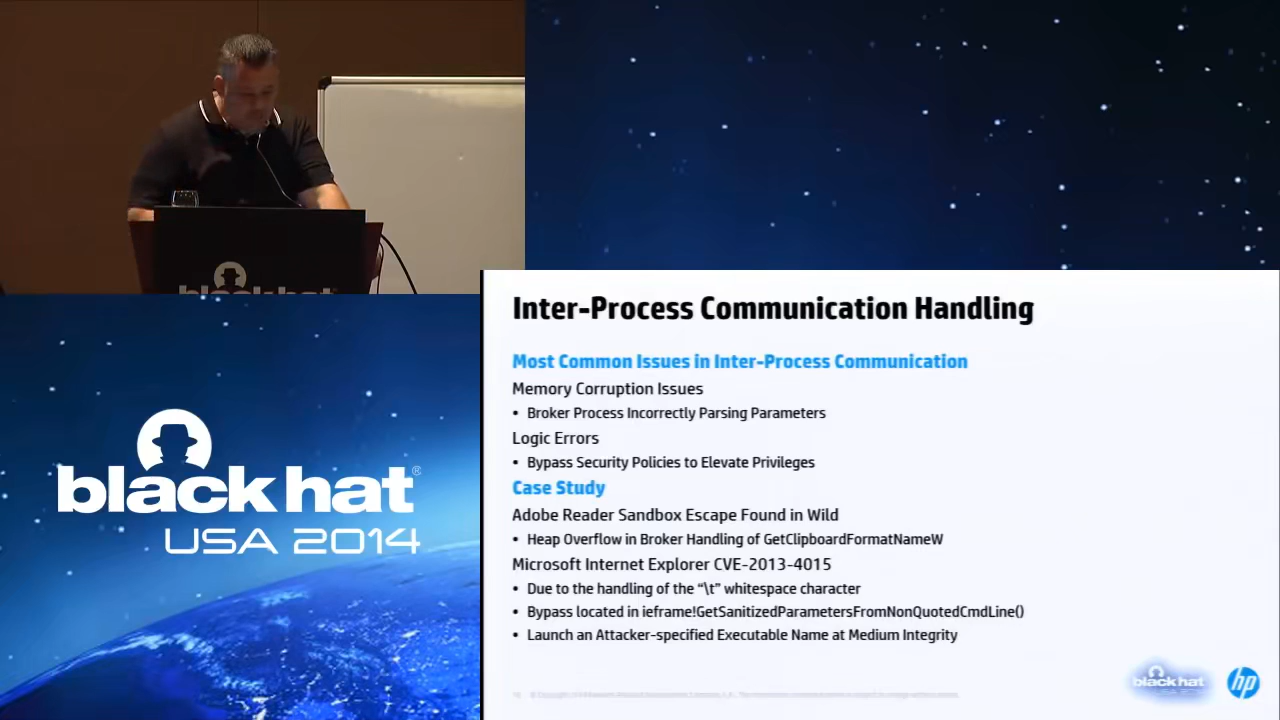 black hat
black hat®
USA 2014
Inter-Process Communication Handling
Most Common Issues in Inter-Process Communication
Memory Corruption Issues
• Broker Process Incorrectly Parsing Parameters
Logic Errors
• Bypass Security Policies to Elevate Privileges
Case Study
Adobe Reader Sandbox Escape Found in Wild
• Heap Overflow in Broker Handling of GetClipboardFormatNameW
Microsoft Internet Explorer CVE-2013-4015
• Due to the handling of the “\t” whitespace character
• Bypass located in ieframe!GetSanitizedParametersFromNonQuotedCmdLine()
• Launch an Attacker-specified Executable Name at Medium Integrity
black hat
hp